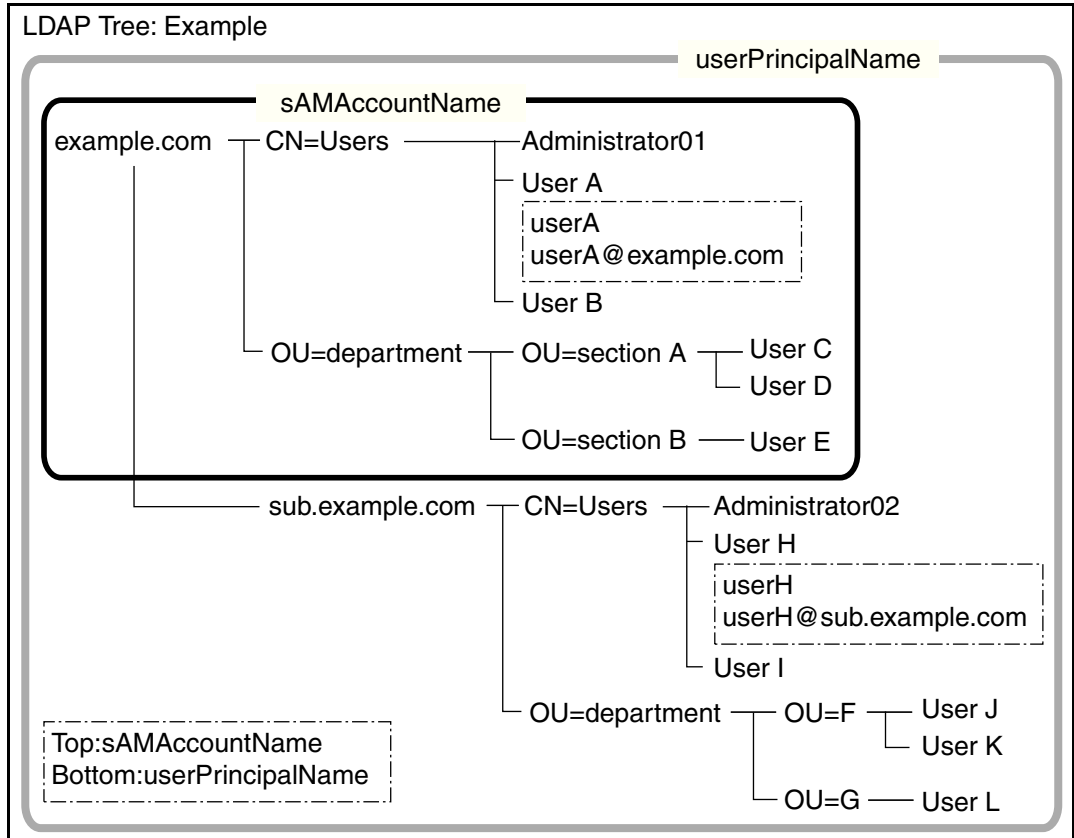 LDAP Tree: Example
userPrincipalName
sAMAccountName
example.com
CN=Users
Administrator01
User A
userA
userA@example.com
User B
OU=department
OU=section A
User C
User D
OU=section B
User E
sub.example.com
CN=Users
Administrator02
User H
userH
userH@sub.example.com
User I
OU=department
OU=F
User J
User K
OU=G
User L
Top:sAMAccountName
Bottom:userPrincipalName